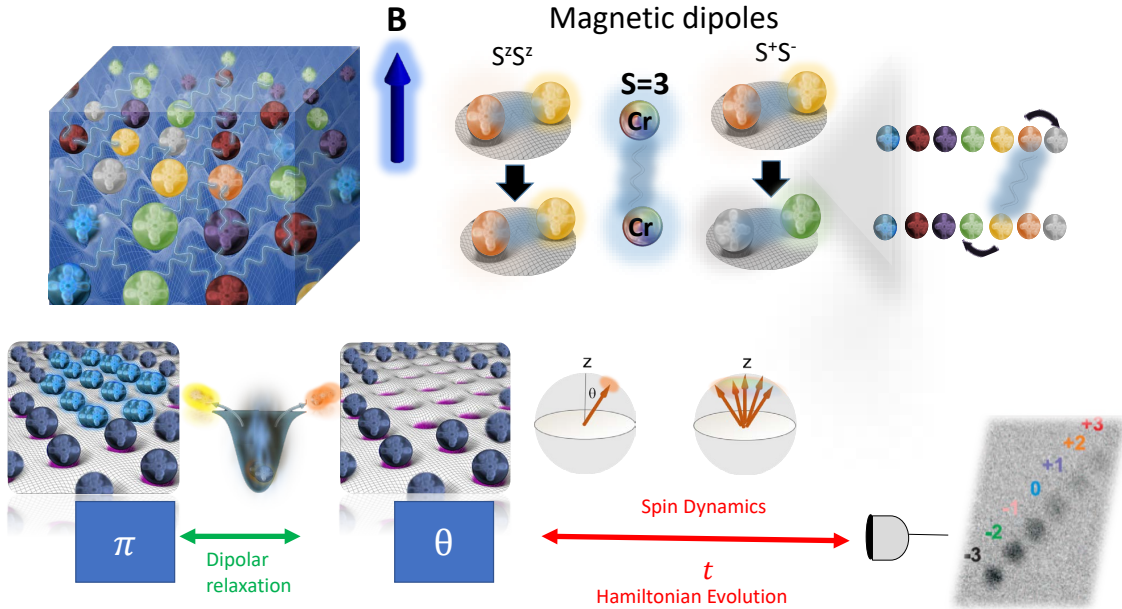 B
Magnetic dipoles
SᶻSᶻ
S⁺S⁻
S=3
Cr
Cr
z
θ
z
+3
+2
+1
0
-1
-2
-3
π
Dipolar
relaxation
θ
Spin Dynamics
t
Hamiltonian Evolution